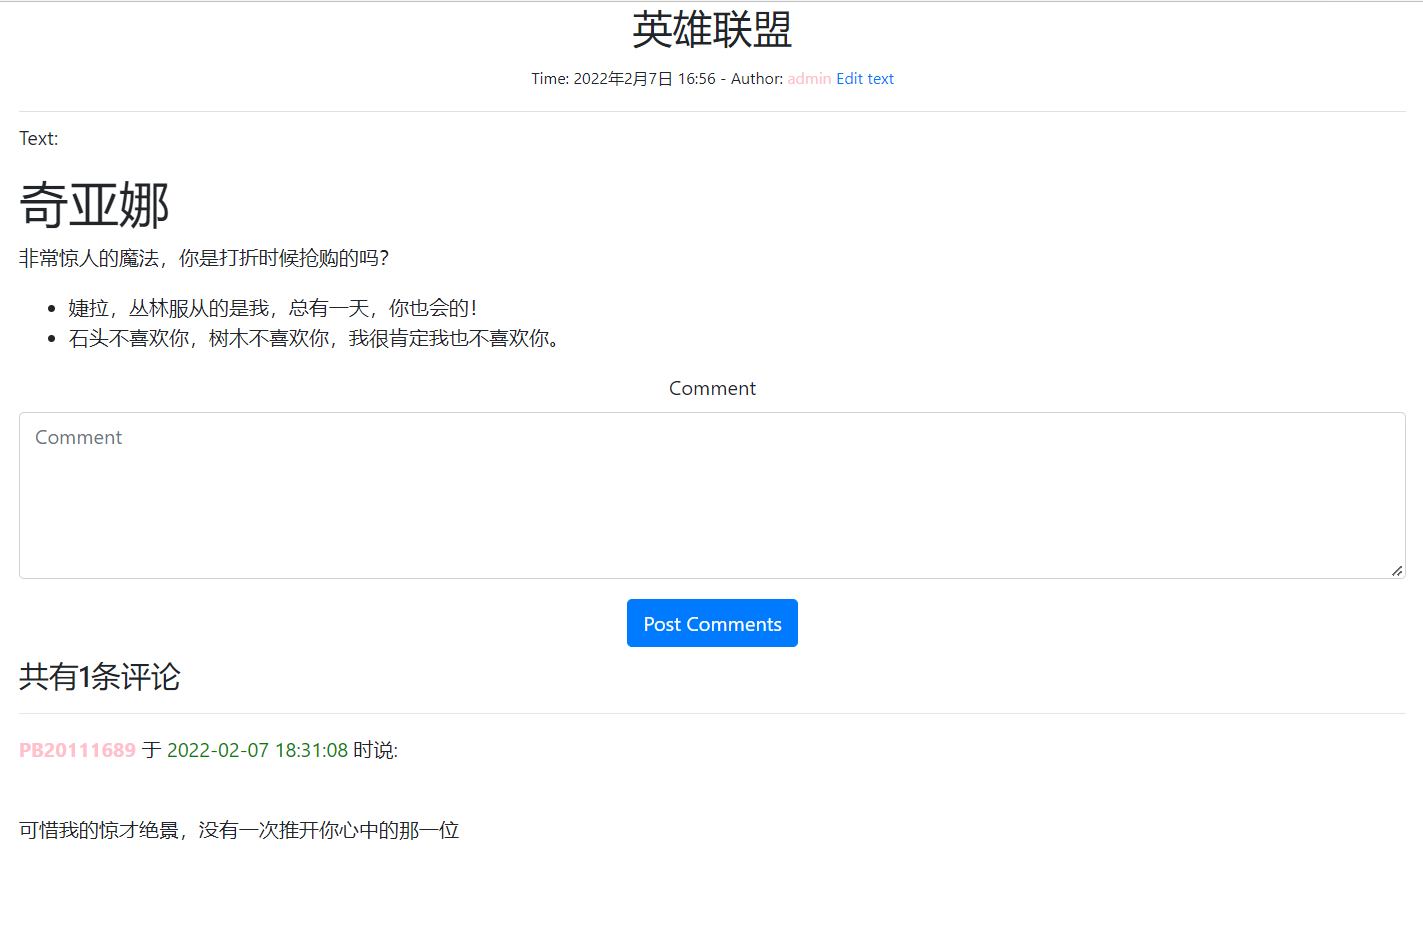 英雄联盟
Time: 2022年2月7日 16:56 - Author: admin Edit text
Text:
奇亚娜
非常惊人的魔法，你是打折时候抢购的吗？
• 婕拉，丛林服从的是我，总有一天，你也会的！
• 石头不喜欢你，树木不喜欢你，我很肯定我也不喜欢你。
Comment
Comment
Post Comments
共有1条评论
PB20111689 于 2022-02-07 18:31:08 时说:
可惜我的惊才绝景，没有一次推开你心中的那一位